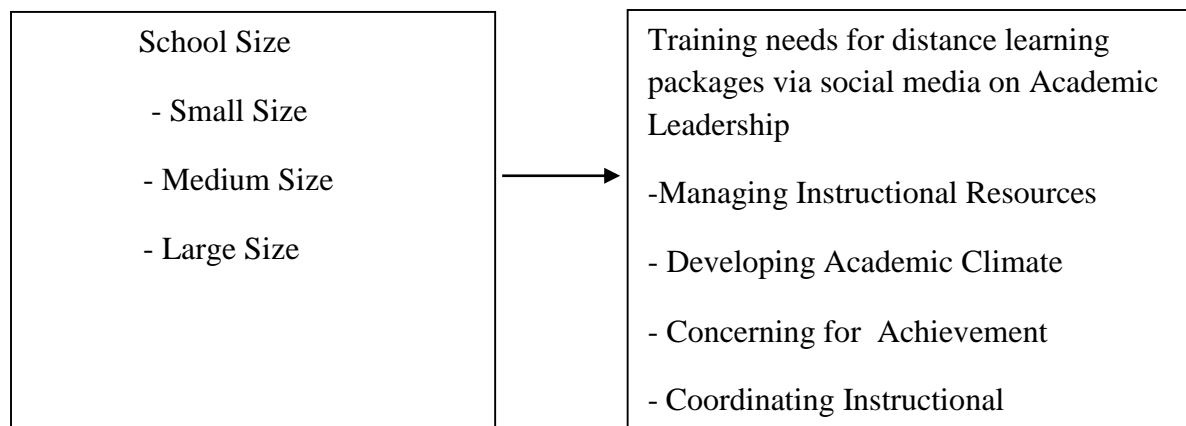 School Size
- Small Size
- Medium Size
- Large Size
Training needs for distance learning
packages via social media on Academic
Leadership
-Managing Instructional Resources
- Developing Academic Climate
- Concerning for Achievement
- Coordinating Instructional